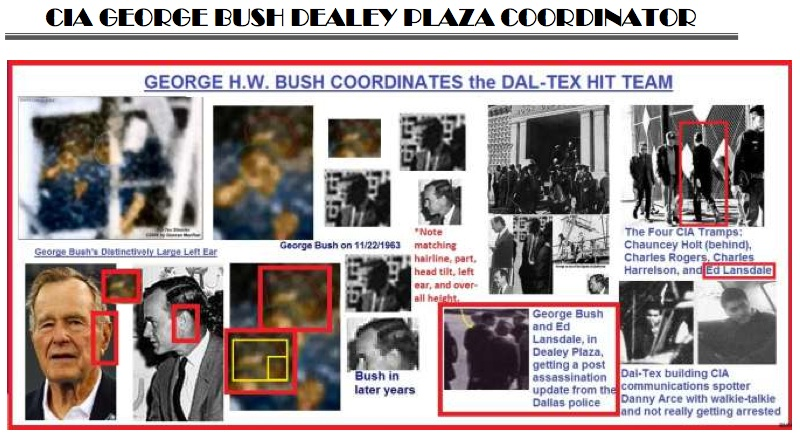 CIA GEORGE BUSH DEALEY PLAZA COORDINATOR
GEORGE H.W. BUSH COORDINATES the DAL-TEX HIT TEAM
George Bush's Distinctively Large Left Ear
George Bush on 11/22/1963
*Note
matching
hairline, part,
head tilt, left
ear, and over-
all height.
Bush in
later years
The Four CIA Tramps:
Chauncey Holt (behind),
Charles Rogers, Charles
Harrelson, and Ed Lansdale
George Bush
and Ed
Lansdale, in
Dealey Plaza,
getting a post
assassination
update from the
Dallas police
Dal-Tex building CIA
communications spotter
Danny Arce with walkie-talkie
and not really getting arrested